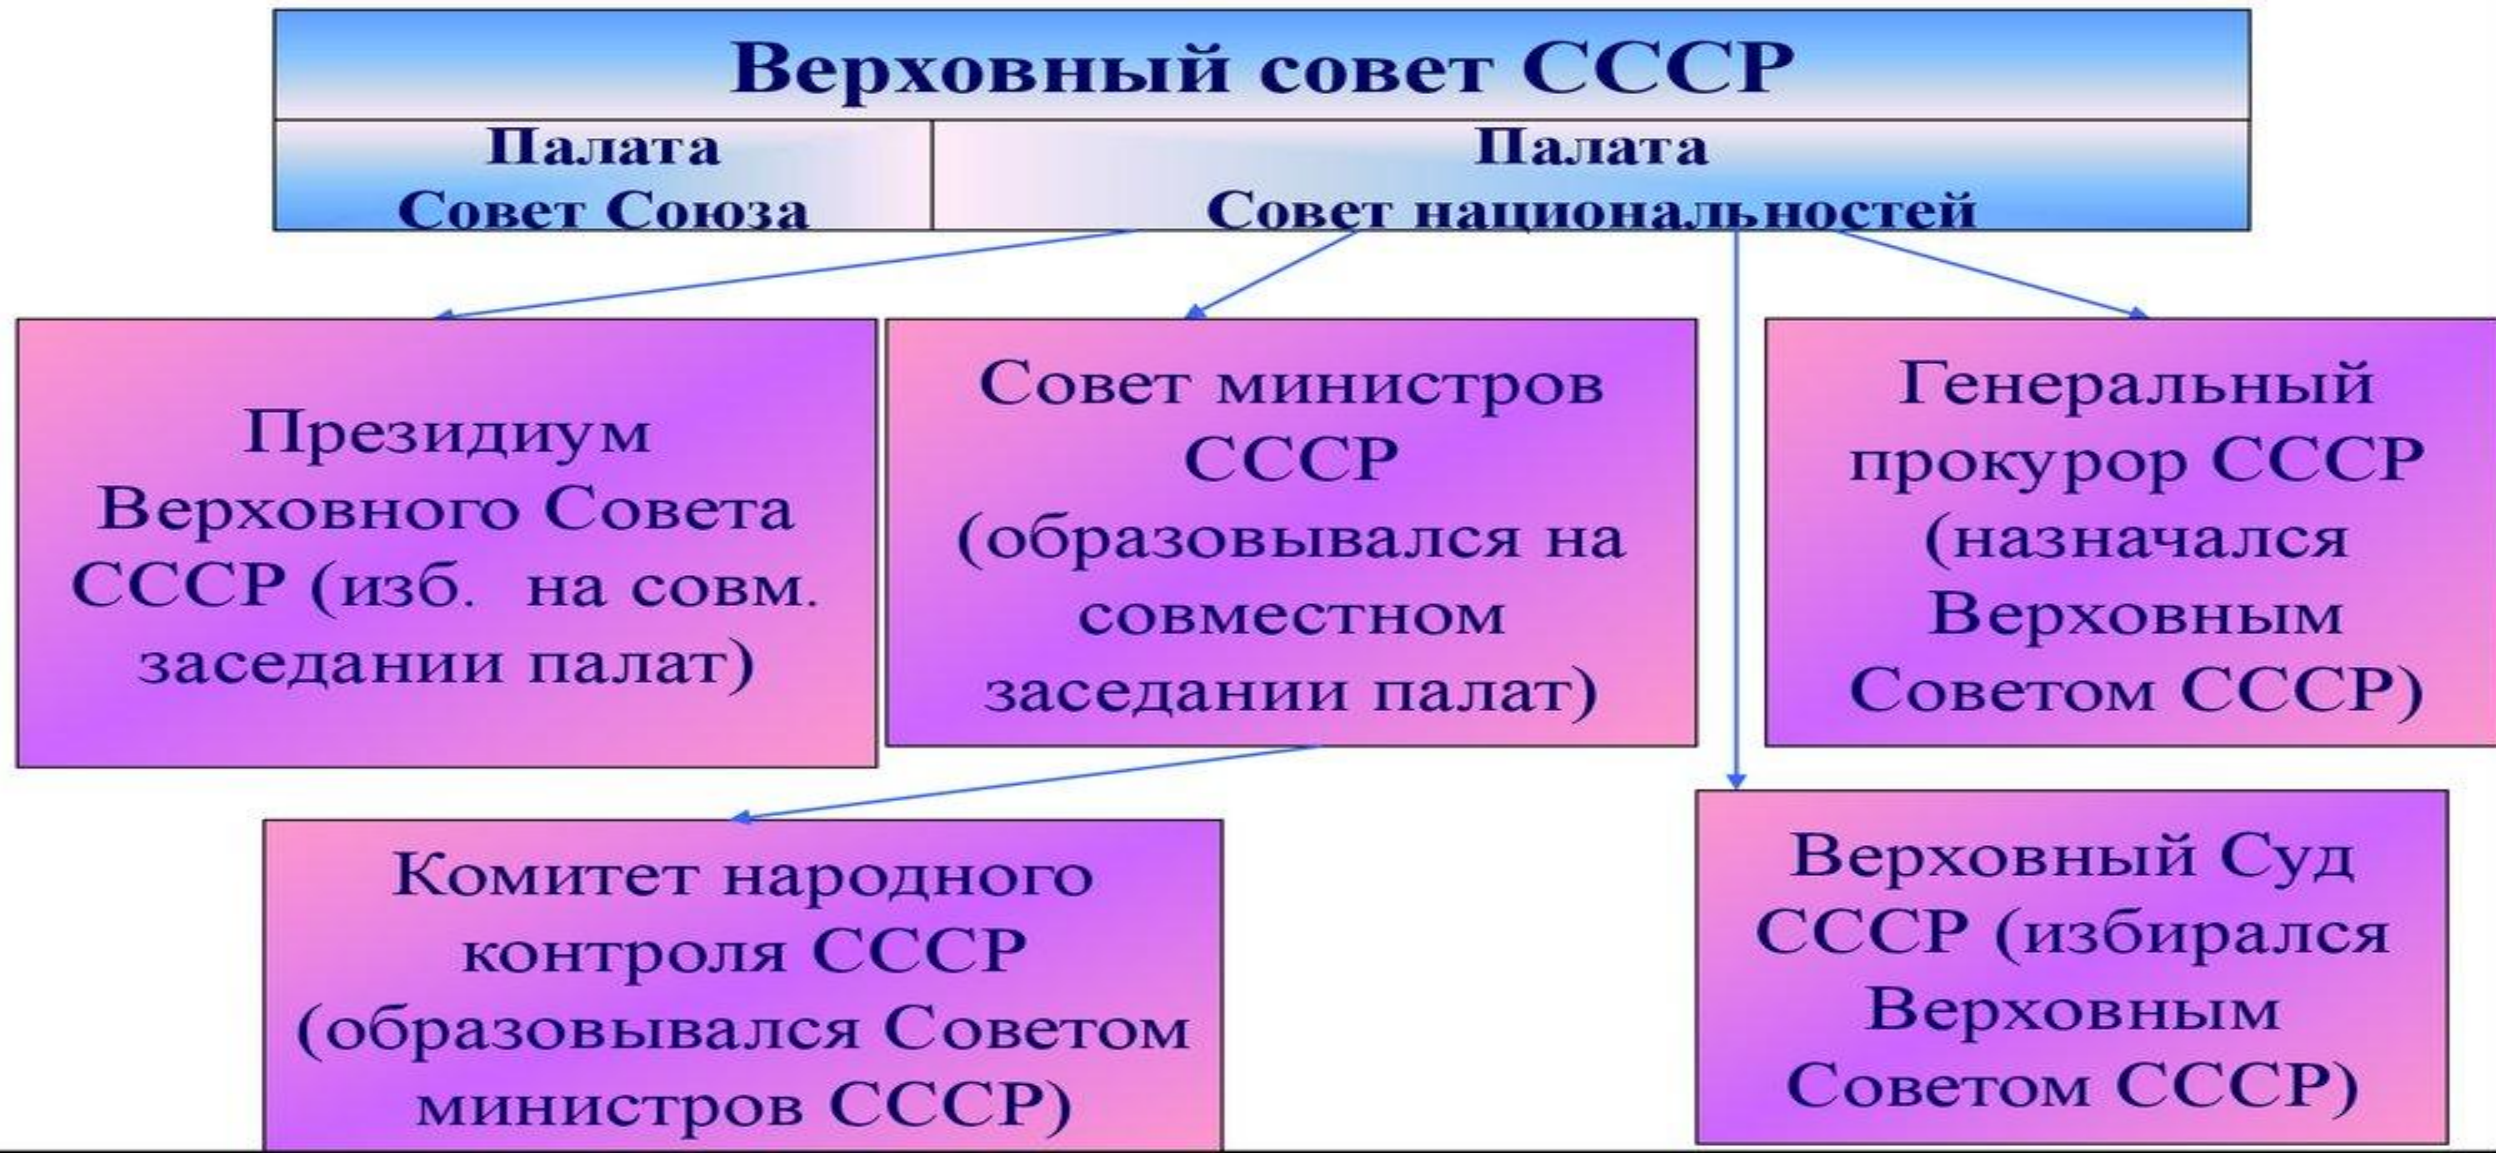 Верховный совет СССР
Палата
Совет Союза
Палата
Совет национальностей
Президиум
Верховного Совета
СССР (изб.  на совм.
заседании палат)
Совет министров
СССР
(образовывался на
совместном
заседании палат)
Генеральный
прокурор СССР
(назначался
Верховным
Советом СССР)
Комитет народного
контроля СССР
(образовывался Советом
министров СССР)
Верховный Суд
СССР (избирался
Верховным
Советом СССР)